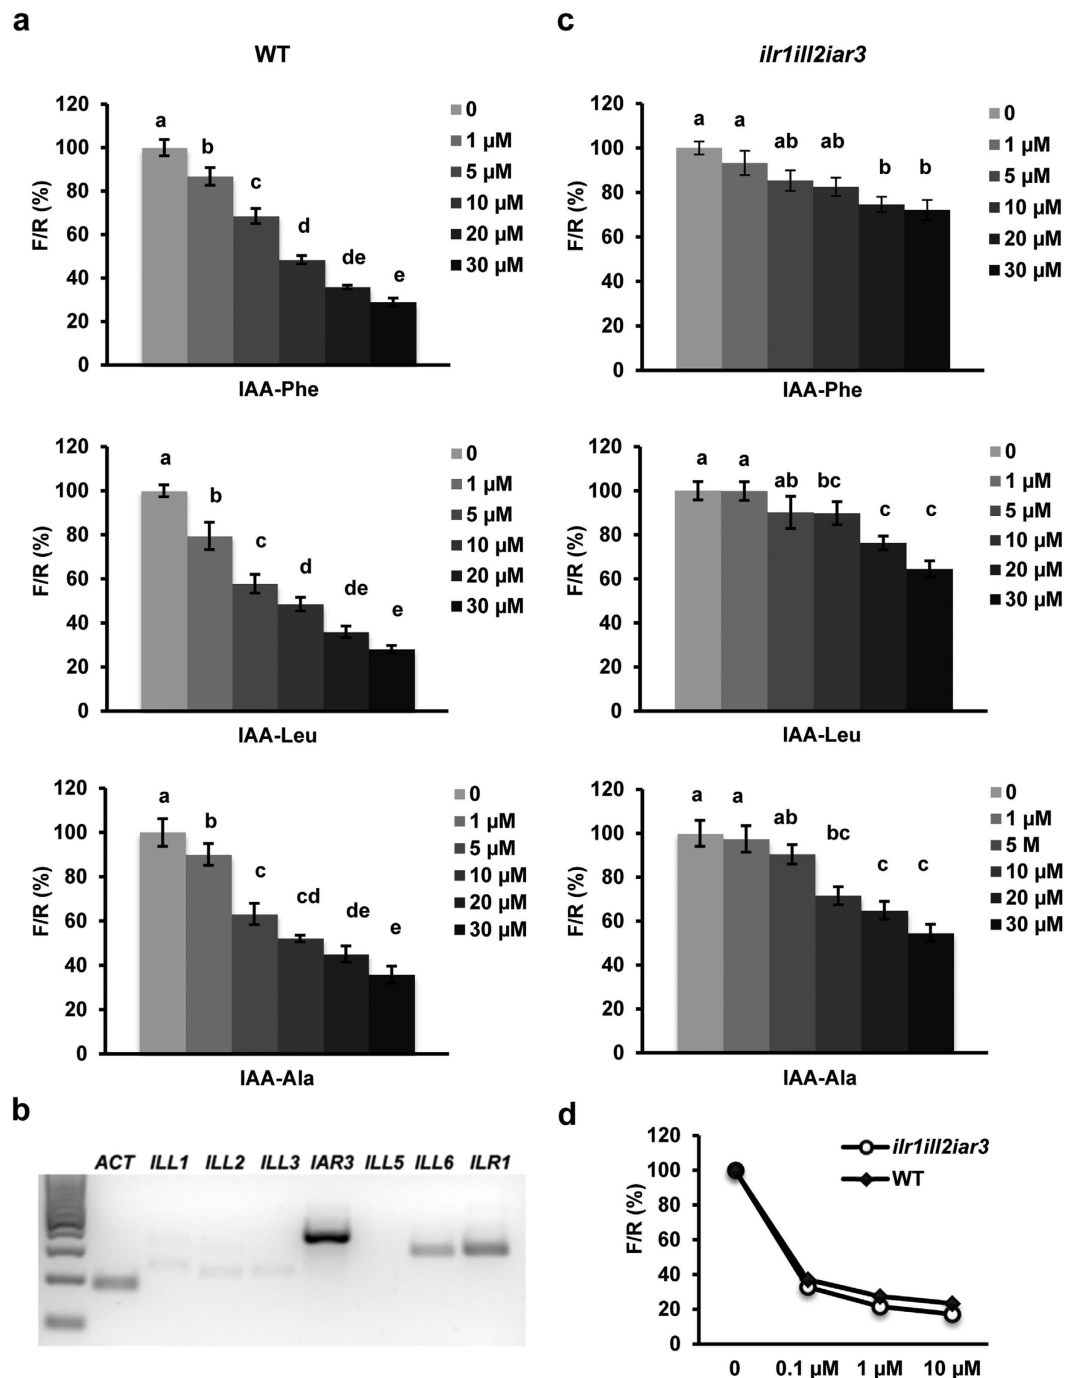 a
WT
120
100
80
60
40
20
0
F/R (%)
a
b
c
d
de
e
0
1 µM
5 µM
10 µM
20 µM
30 µM
IAA-Phe
120
100
80
60
40
20
0
F/R (%)
a
b
c
d
de
e
0
1 µM
5 µM
10 µM
20 µM
30 µM
IAA-Leu
120
100
80
60
40
20
0
F/R (%)
a
b
c
cd
de
e
0
1 µM
5 µM
10 µM
20 µM
30 µM
IAA-Ala
c
ilr1ill2iar3
120
100
80
60
40
20
0
F/R (%)
a
a
ab
ab
b
b
0
1 µM
5 µM
10 µM
20 µM
30 µM
IAA-Phe
120
100
80
60
40
20
0
F/R (%)
a
a
ab
bc
c
c
0
1 µM
5 µM
10 µM
20 µM
30 µM
IAA-Leu
120
100
80
60
40
20
0
F/R (%)
a
a
ab
bc
c
c
0
1 µM
5 M
10 µM
20 µM
30 µM
IAA-Ala
b
ACT ILL1 ILL2 ILL3 IAR3 ILL5 ILL6 ILR1
d
120
100
80
60
40
20
0
F/R (%)
ilr1ill2iar3
WT
0 0.1 µM 1 µM 10 µM